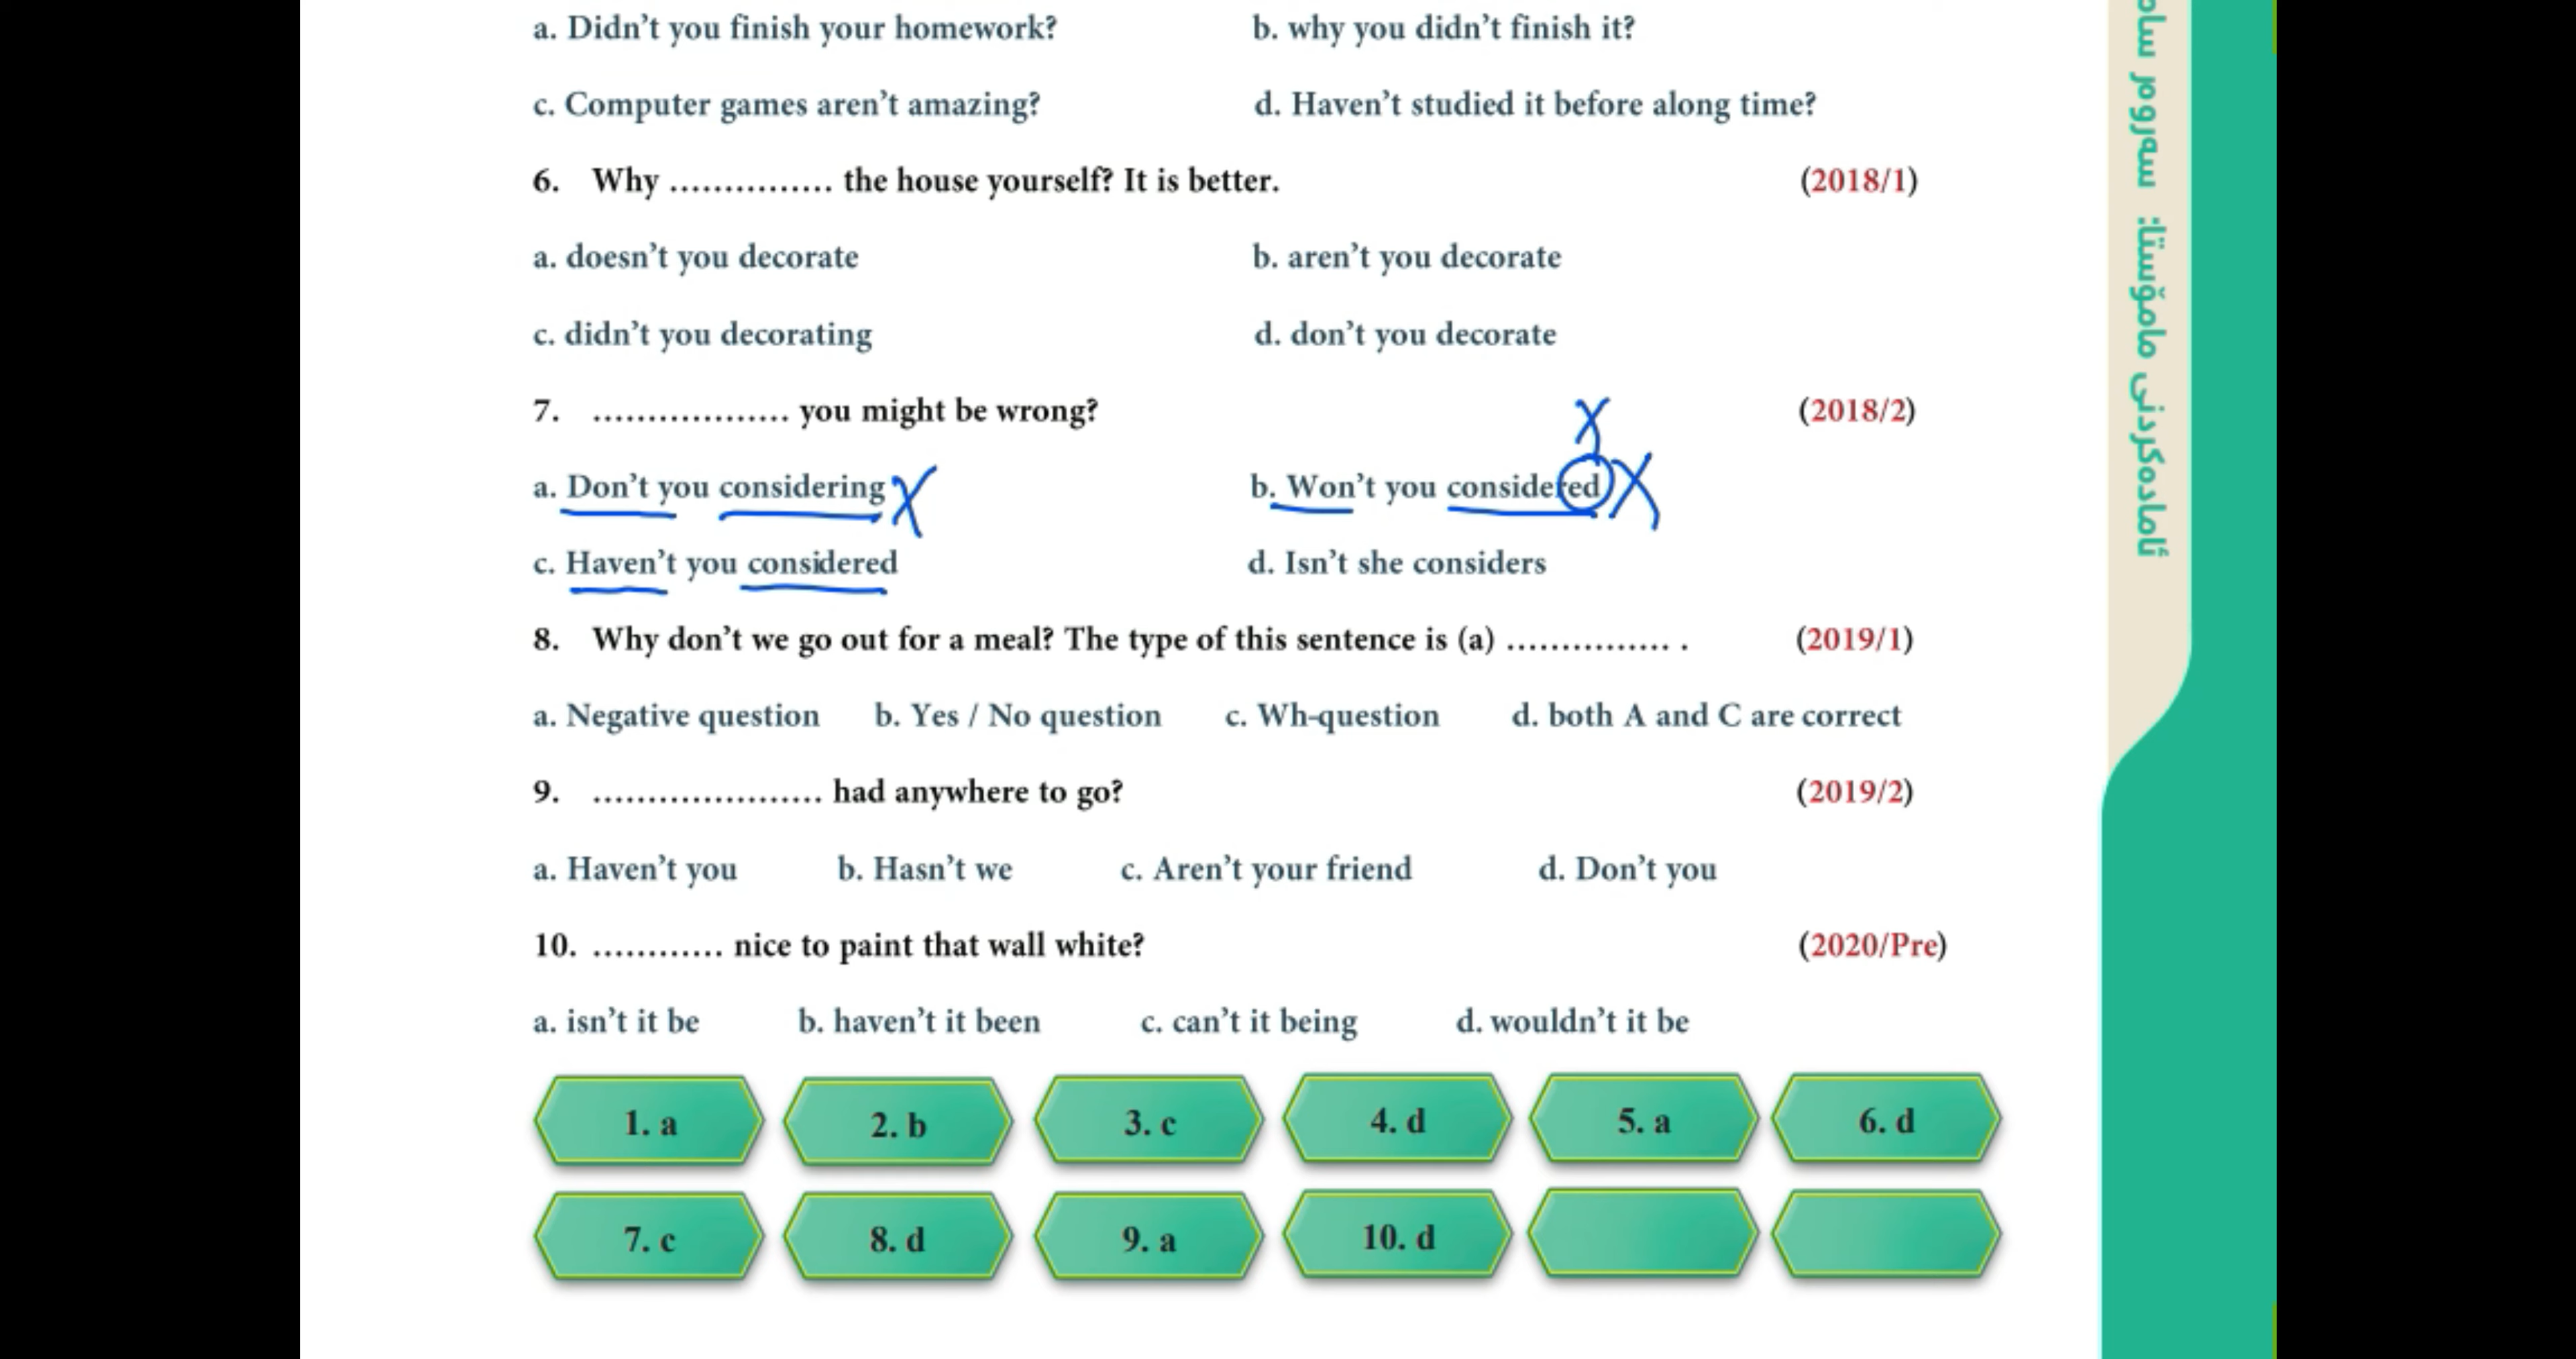 a. Didn’t you finish your homework? b. why you didn’t finish it?
c. Computer games aren’t amazing? d. Haven’t studied it before along time?
6. Why ............... the house yourself? It is better. (2018/1)
a. doesn’t you decorate b. aren’t you decorate
c. didn’t you decorating d. don’t you decorate
7. .................. you might be wrong? (2018/2)
a. Don’t you considering X b. Won’t you considered X X
c. Haven’t you considered d. Isn’t she considers
8. Why don’t we go out for a meal? The type of this sentence is (a) ............... . (2019/1)
a. Negative question b. Yes / No question c. Wh-question d. both A and C are correct
9. ..................... had anywhere to go? (2019/2)
a. Haven’t you b. Hasn’t we c. Aren’t your friend d. Don’t you
10. ............ nice to paint that wall white? (2020/Pre)
a. isn’t it be b. haven’t it been c. can’t it being d. wouldn’t it be
1. a 2. b 3. c 4. d 5. a 6. d
7. c 8. d 9. a 10. d
ئامادەکردنی مامۆستا: سەروەر